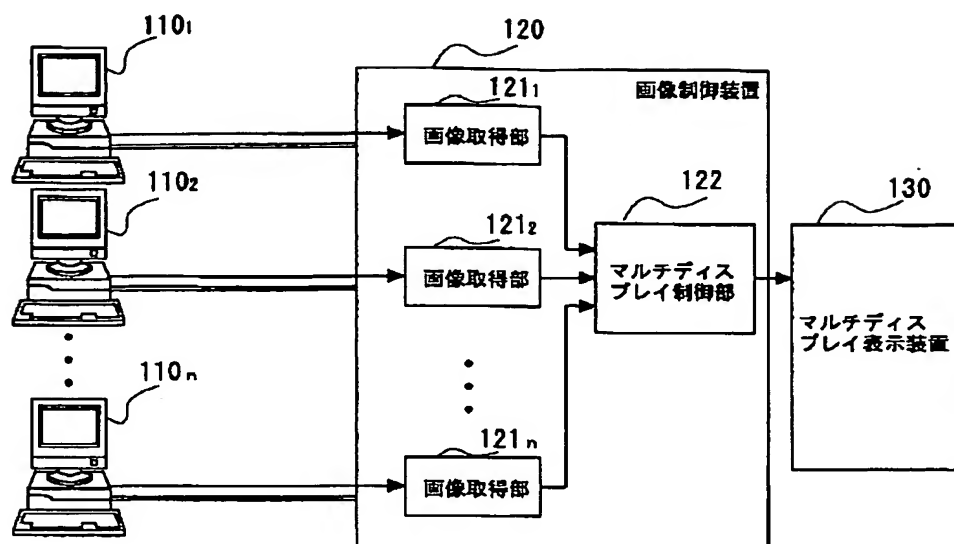 110₁
120
画像制御装置
121₁
画像取得部
110₂
121₂
画像取得部
122
マルチディス
プレイ制御部
130
マルチディス
プレイ表示装置
110ₙ
121ₙ
画像取得部